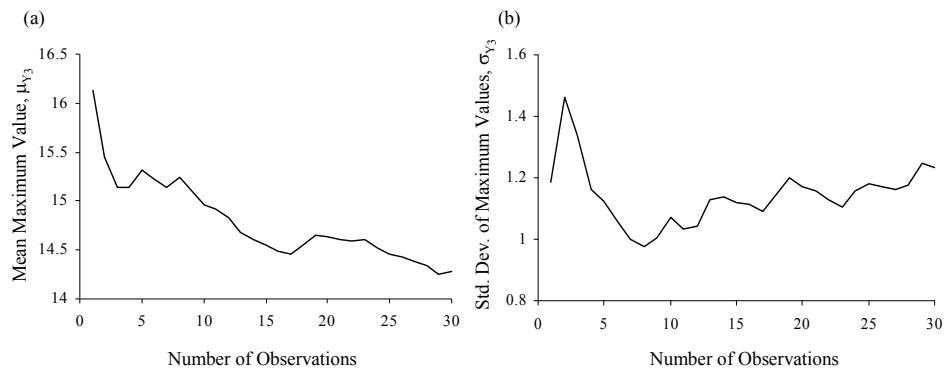 (a)
Mean Maximum Value, μY3
16.5
16
15.5
15
14.5
14
0 5 10 15 20 25 30
Number of Observations
(b)
Std. Dev. of Maximum Values, σY3
1.6
1.4
1.2
1
0.8
0 5 10 15 20 25 30
Number of Observations